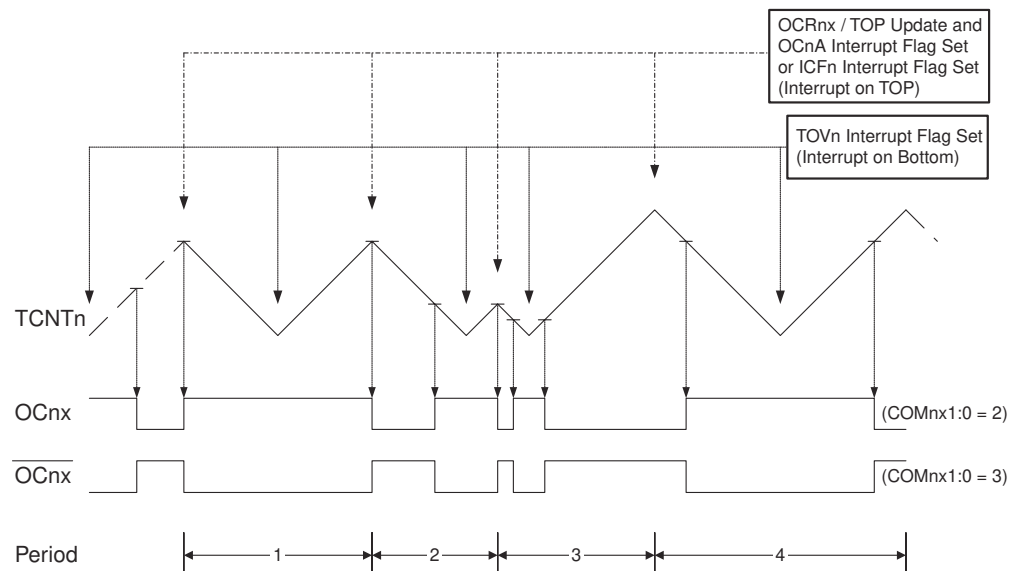 OCRnx / TOP Update and
OCnA Interrupt Flag Set
or ICFn Interrupt Flag Set
(Interrupt on TOP)
TOVn Interrupt Flag Set
(Interrupt on Bottom)
TCNTn
OCnx
(COMnx1:0 = 2)
OCnx
(COMnx1:0 = 3)
Period
1
2
3
4